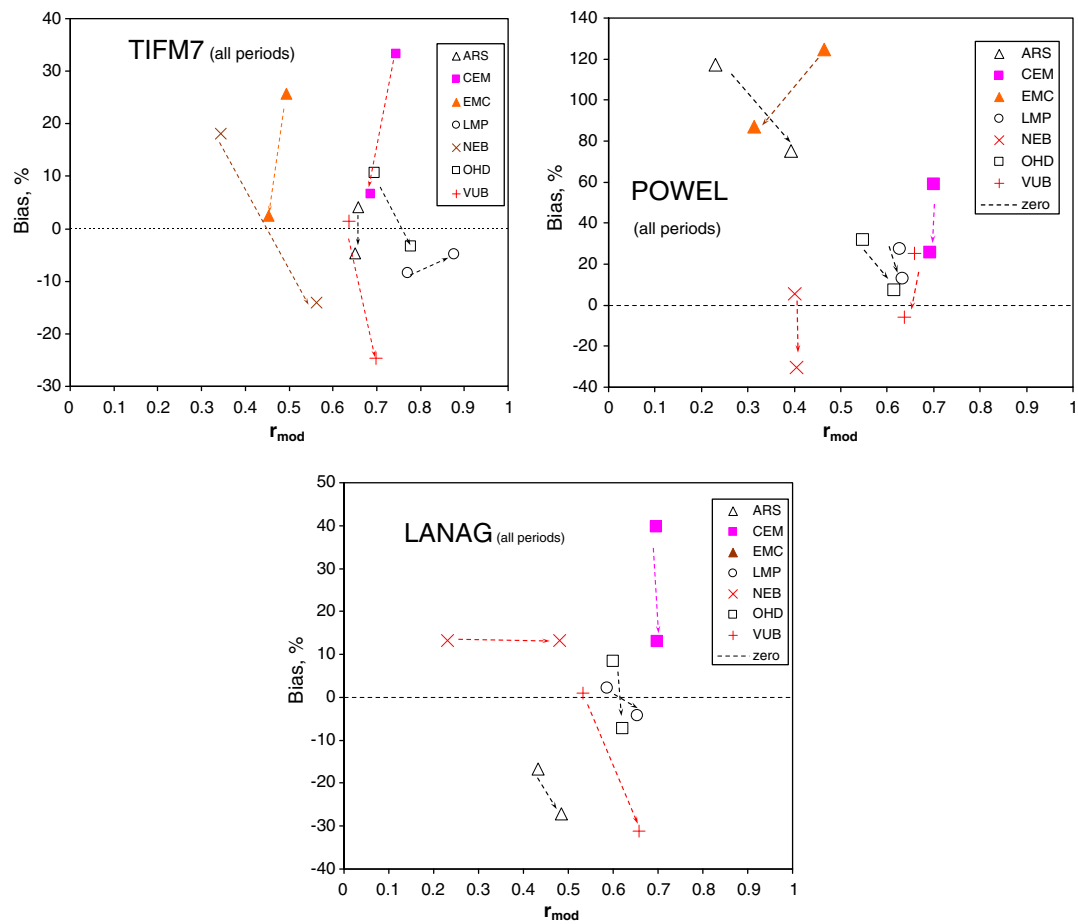 TIFM7 (all periods)
Bias, %
40
30
20
10
0
-10
-20
-30
0 0.1 0.2 0.3 0.4 0.5 0.6 0.7 0.8 0.9 1
rmod
ARS
CEM
EMC
LMP
NEB
OHD
VUB
POWEL
(all periods)
Bias, %
140
120
100
80
60
40
20
0
-20
-40
0 0.1 0.2 0.3 0.4 0.5 0.6 0.7 0.8 0.9 1
rmod
ARS
CEM
EMC
LMP
NEB
OHD
VUB
zero
LANAG (all periods)
Bias, %
50
40
30
20
10
0
-10
-20
-30
-40
0 0.1 0.2 0.3 0.4 0.5 0.6 0.7 0.8 0.9 1
rmod
ARS
CEM
EMC
LMP
NEB
OHD
VUB
zero